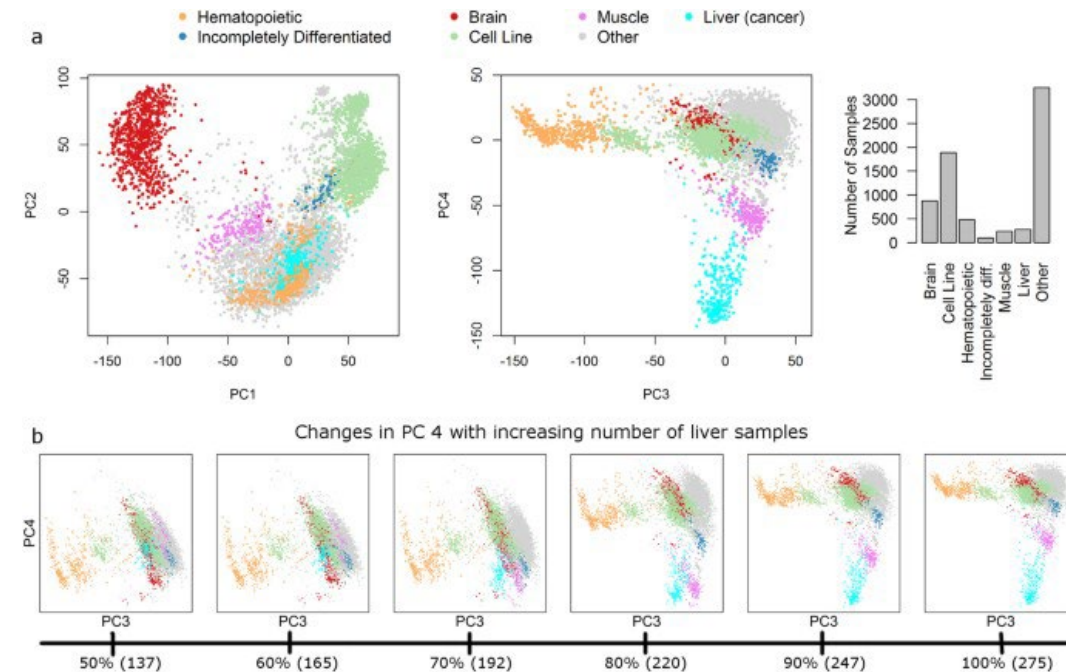 a
Hematopoietic
Brain
Muscle
Liver (cancer)
Incompletely Differentiated
Cell Line
Other
PC2
100
50
0
-50
-150
-100
-50
0
50
PC1
PC4
50
0
-50
-100
-150
-150
-100
-50
0
50
PC3
Number of Samples
3000
2500
2000
1500
1000
500
0
Brain
Cell Line
Hematopoietic
Incompletely diff.
Muscle
Liver
Other
b
Changes in PC 4 with increasing number of liver samples
PC4
PC3
PC3
PC3
PC3
PC3
PC3
50% (137)
60% (165)
70% (192)
80% (220)
90% (247)
100% (275)